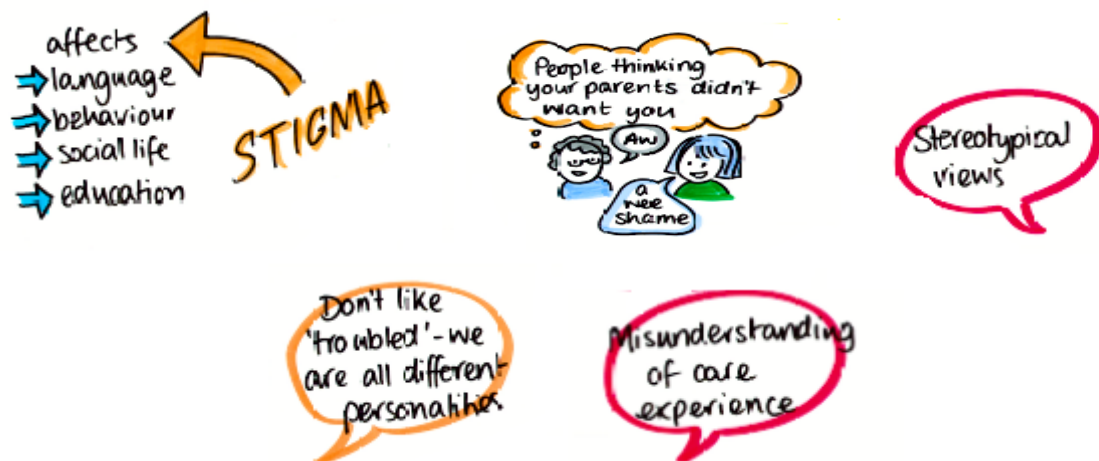 affects
language
behaviour
social life
education
STIGMA
People thinking
your parents didn't
want you
Aw
a
wee
shame
Stereotypical
views
Don't like
'troubled' - we
are all different
personalities.
Misunderstanding
of care
experience